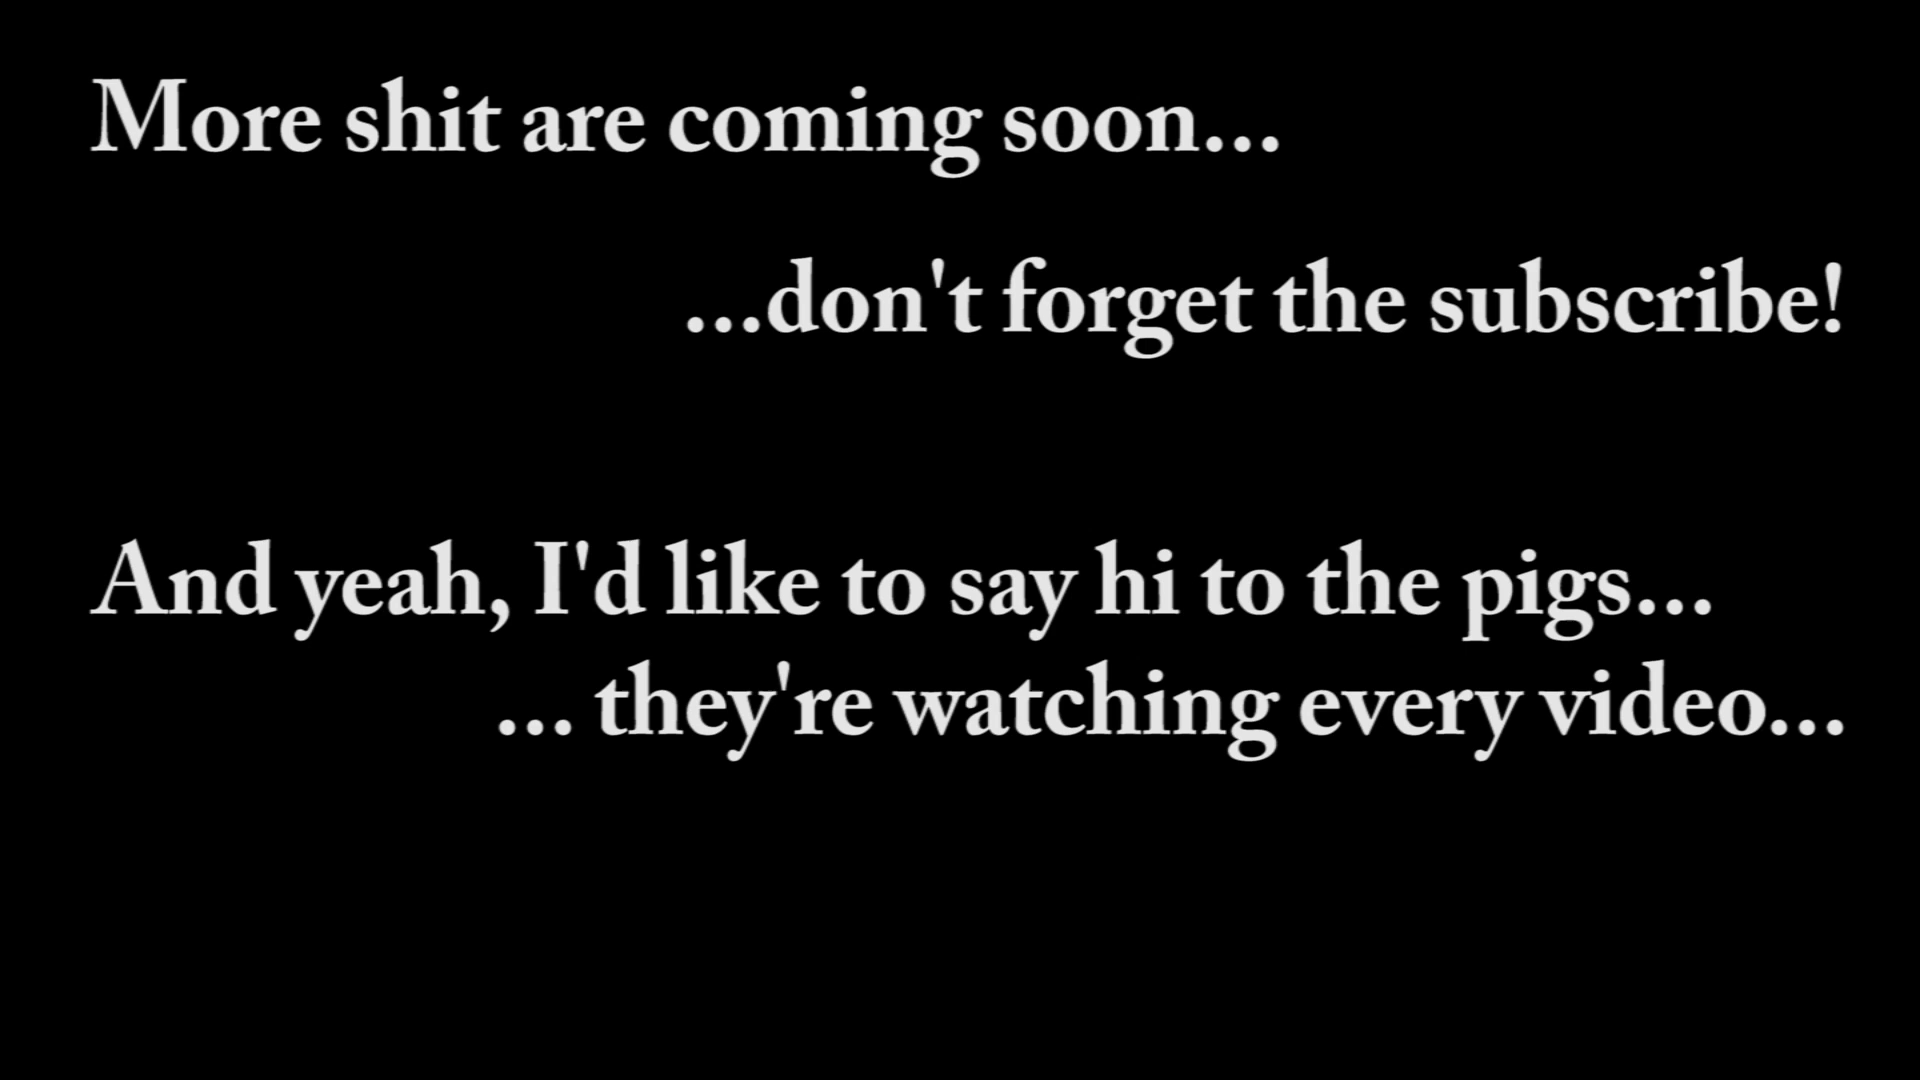 More shit are coming soon...
...don't forget the subscribe!
And yeah, I'd like to say hi to the pigs...
... they're watching every video...